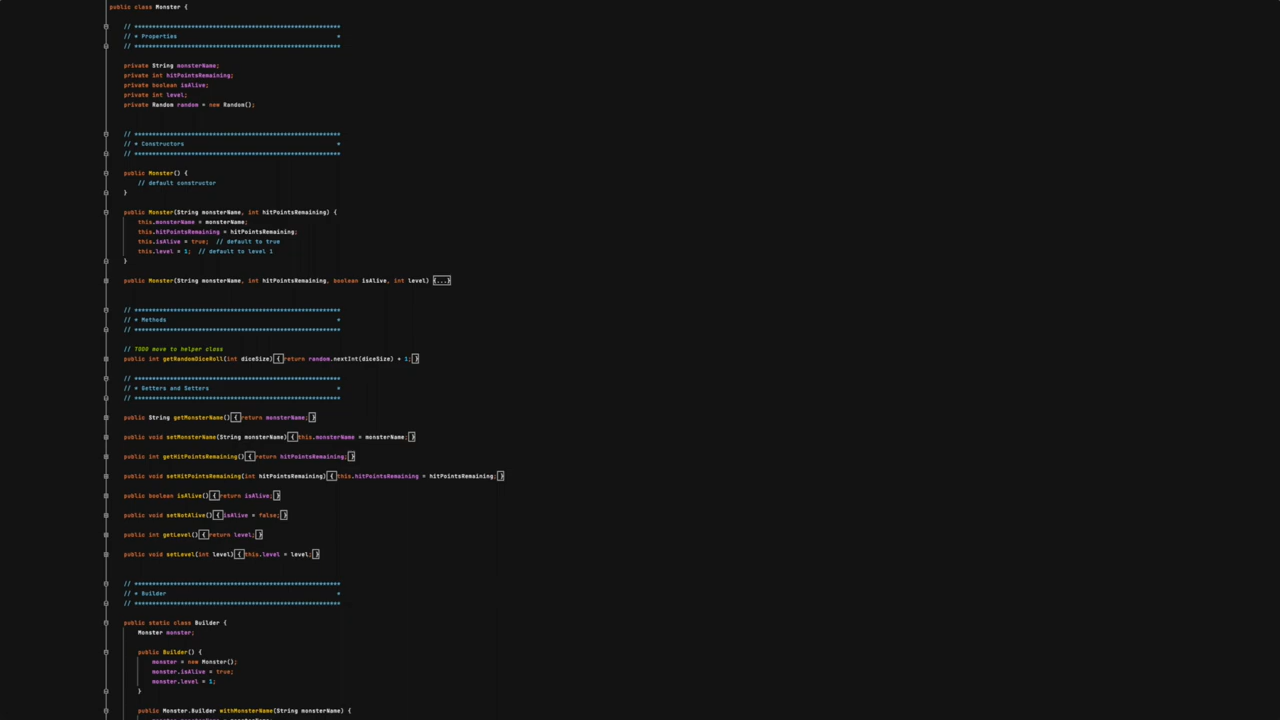 public class Monster {
// **********************************************************
// * Properties *
// **********************************************************
private String monsterName;
private int hitPointsRemaining;
private boolean isAlive;
private int level;
private Random random = new Random();
// **********************************************************
// * Constructors *
// **********************************************************
public Monster() {
// default constructor
}
public Monster(String monsterName, int hitPointsRemaining) {
this.monsterName = monsterName;
this.hitPointsRemaining = hitPointsRemaining;
this.isAlive = true; // default to true
this.level = 1; // default to level 1
}
public Monster(String monsterName, int hitPointsRemaining, boolean isAlive, int level) {...}
// **********************************************************
// * Methods *
// **********************************************************
// TODO move to helper class
public int getRandomDiceRoll(int diceSize) { return random.nextInt(diceSize) + 1; }
// **********************************************************
// * Getters and Setters *
// **********************************************************
public String getMonsterName() { return monsterName; }
public void setMonsterName(String monsterName) { this.monsterName = monsterName; }
public int getHitPointsRemaining() { return hitPointsRemaining; }
public void setHitPointsRemaining(int hitPointsRemaining) { this.hitPointsRemaining = hitPointsRemaining; }
public boolean isAlive() { return isAlive; }
public void setNotAlive() { isAlive = false; }
public int getLevel() { return level; }
public void setLevel(int level) { this.level = level; }
// **********************************************************
// * Builder *
// **********************************************************
public static class Builder {
Monster monster;
public Builder() {
monster = new Monster();
monster.isAlive = true;
monster.level = 1;
}
public Monster.Builder withMonsterName(String monsterName) {